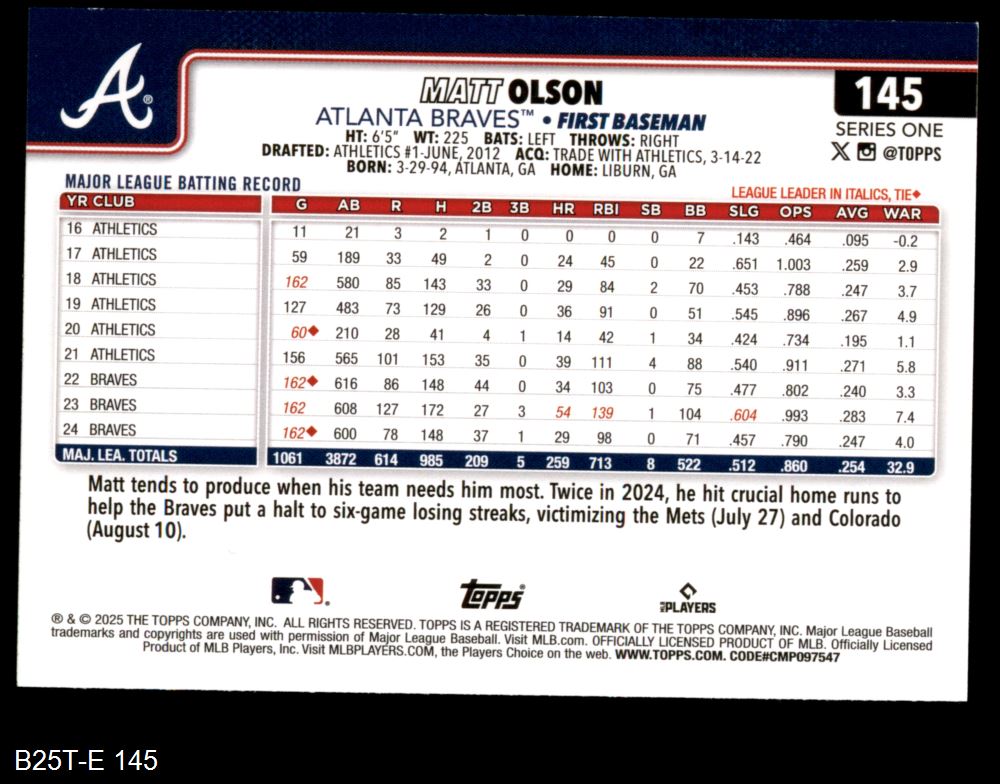 A®
MATT OLSON
145
ATLANTA BRAVES™ • FIRST BASEMAN
SERIES ONE
HT: 6'5" WT: 225 BATS: LEFT THROWS: RIGHT
@TOPPS
DRAFTED: ATHLETICS #1-JUNE, 2012 ACQ: TRADE WITH ATHLETICS, 3-14-22
BORN: 3-29-94, ATLANTA, GA HOME: LIBURN, GA
MAJOR LEAGUE BATTING RECORD
LEAGUE LEADER IN ITALICS, TIE◆
YR CLUB G AB R H 2B 3B HR RBI SB BB SLG OPS AVG WAR
16 ATHLETICS 11 21 3 2 1 0 0 0 0 7 .143 .464 .095 -0.2
17 ATHLETICS 59 189 33 49 2 0 24 45 0 22 .651 1.003 .259 2.9
18 ATHLETICS 162 580 85 143 33 0 29 84 2 70 .453 .788 .247 3.7
19 ATHLETICS 127 483 73 129 26 0 36 91 0 51 .545 .896 .267 4.9
20 ATHLETICS 60◆ 210 28 41 4 1 14 42 1 34 .424 .734 .195 1.1
21 ATHLETICS 156 565 101 153 35 0 39 111 4 88 .540 .911 .271 5.8
22 BRAVES 162◆ 616 86 148 44 0 34 103 0 75 .477 .802 .240 3.3
23 BRAVES 162 608 127 172 27 3 54 139 1 104 .604 .993 .283 7.4
24 BRAVES 162◆ 600 78 148 37 1 29 98 0 71 .457 .790 .247 4.0
MAJ. LEA. TOTALS 1061 3872 614 985 209 5 259 713 8 522 .512 .860 .254 32.9
Matt tends to produce when his team needs him most. Twice in 2024, he hit crucial home runs to
help the Braves put a halt to six-game losing streaks, victimizing the Mets (July 27) and Colorado
(August 10).
Topps®
MLB PLAYERS
® & © 2025 THE TOPPS COMPANY, INC. ALL RIGHTS RESERVED. TOPPS IS A REGISTERED TRADEMARK OF THE TOPPS COMPANY, INC. Major League Baseball
trademarks and copyrights are used with permission of Major League Baseball. Visit MLB.com. OFFICIALLY LICENSED PRODUCT OF MLB. Officially Licensed
Product of MLB Players, Inc. Visit MLBPLAYERS.COM, the Players Choice on the web. WWW.TOPPS.COM. CODE#CMP097547
B25T-E 145